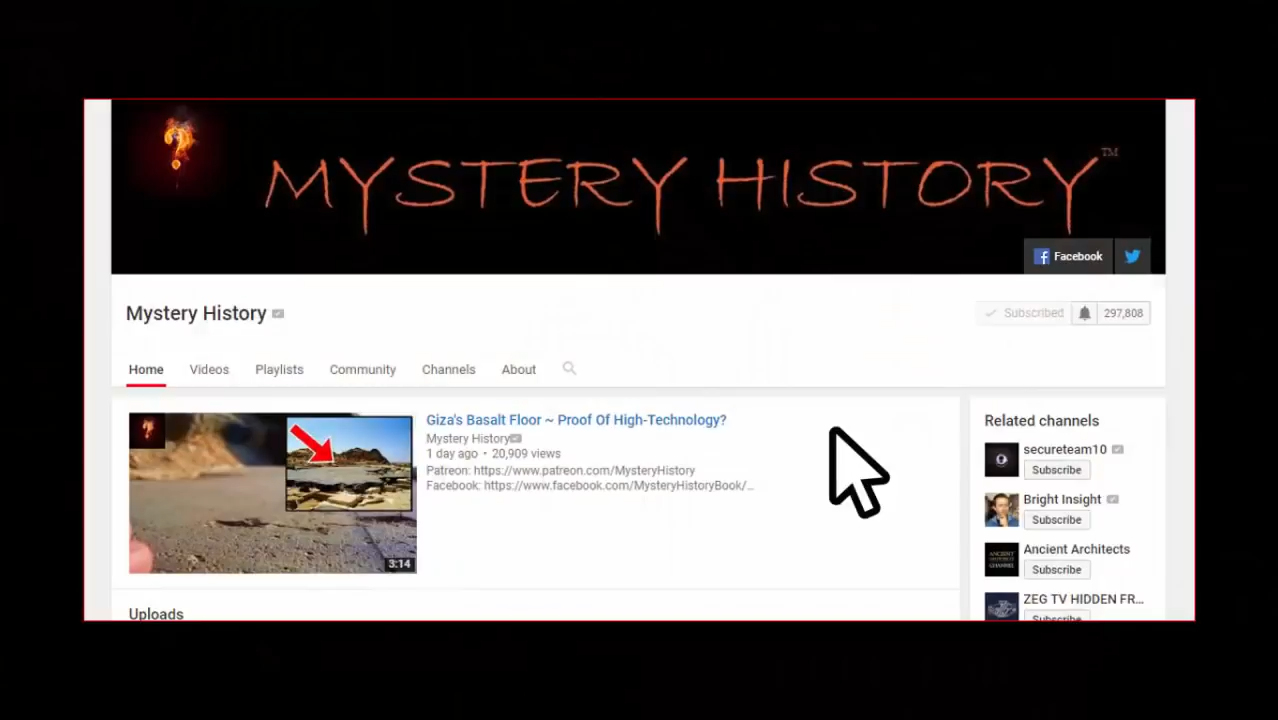 MYSTERY HISTORY™
Facebook
Mystery History
Subscribed 297,808
Home Videos Playlists Community Channels About
Giza's Basalt Floor ~ Proof Of High-Technology?
Mystery History
1 day ago • 20,909 views
Patreon: https://www.patreon.com/MysteryHistory
Facebook: https://www.facebook.com/MysteryHistoryBook/...
3:14
Uploads
Related channels
secureteam10
Subscribe
Bright Insight
Subscribe
Ancient Architects
Subscribe
ZEG TV HIDDEN FR...
Subscribe